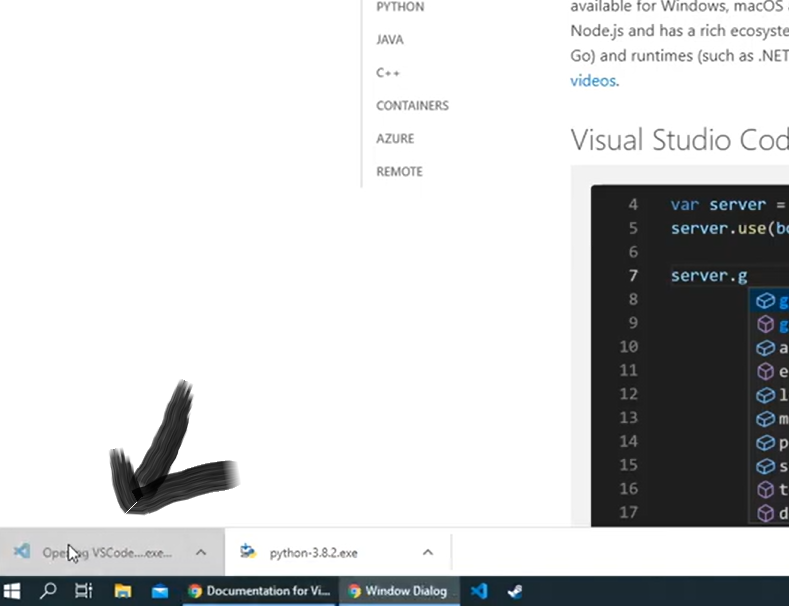 PYTHON
JAVA
C++
CONTAINERS
AZURE
REMOTE
available for Windows, macOS
Node.js and has a rich ecosyste
Go) and runtimes (such as .NET
videos.
Visual Studio Cod
4 var server =
5 server.use(bo
6
7 server.g
8 g
9 g
10 a
11 e
12 l
13 m
14 p
15 s
16 t
17 d
Opening VSCode....exe...
python-3.8.2.exe
Documentation for Vi...
Window Dialog